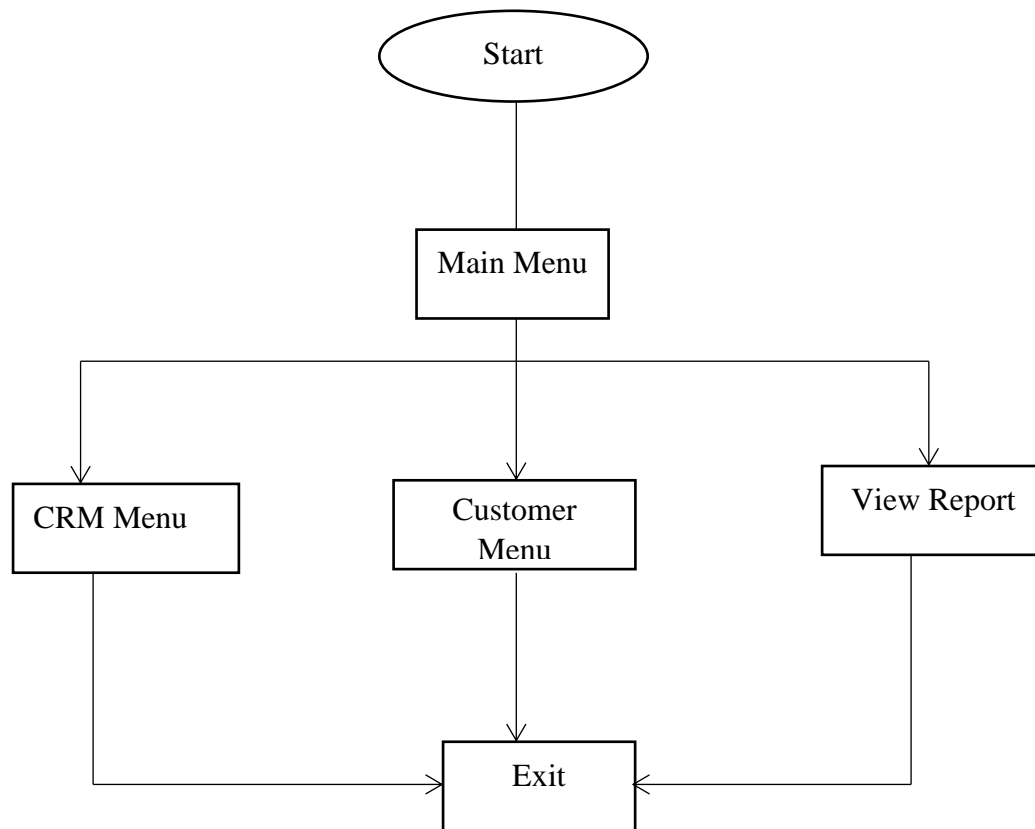 Start
Main Menu
CRM Menu
Customer
Menu
View Report
Exit